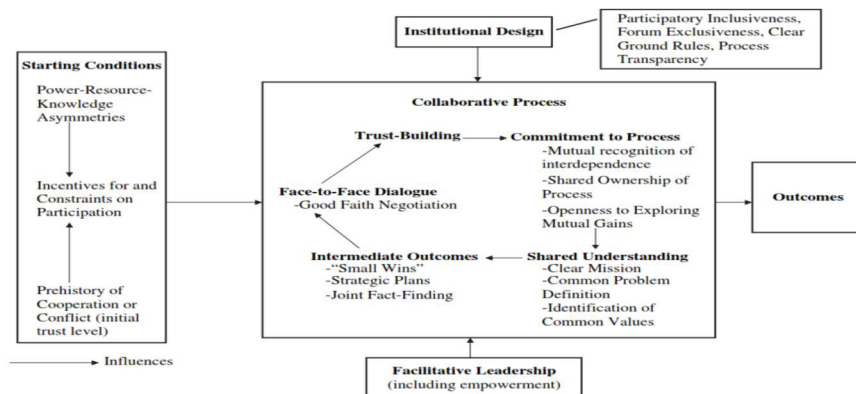 Institutional Design
Participatory Inclusiveness,
Forum Exclusiveness, Clear
Ground Rules, Process
Transparency
Starting Conditions
Power-Resource-
Knowledge
Asymmetries
Incentives for and
Constraints on
Participation
Prehistory of
Cooperation or
Conflict (initial
trust level)
Influences
Collaborative Process
Trust-Building
Commitment to Process
-Mutual recognition of
interdependence
-Shared Ownership of
Process
-Openness to Exploring
Mutual Gains
Face-to-Face Dialogue
-Good Faith Negotiation
Intermediate Outcomes
-“Small Wins”
-Strategic Plans
-Joint Fact-Finding
Shared Understanding
-Clear Mission
-Common Problem
Definition
-Identification of
Common Values
Outcomes
Facilitative Leadership
(including empowerment)